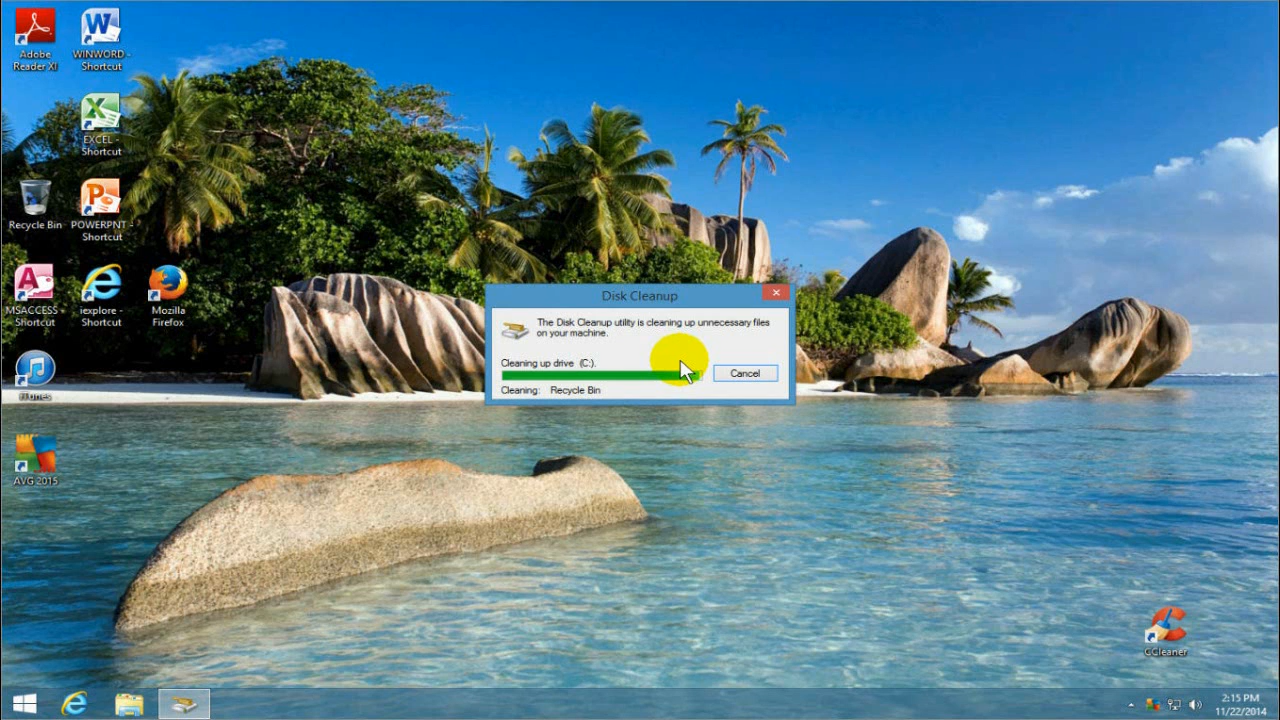 Adobe
Reader XI
WINWORD -
Shortcut
EXCEL -
Shortcut
Recycle Bin
POWERPNT -
Shortcut
MSACCESS
Shortcut
iexplore -
Shortcut
Mozilla
Firefox
iTunes
AVG 2015
Disk Cleanup
The Disk Cleanup utility is cleaning up unnecessary files
on your machine.
Cleaning up drive (C:).
Cancel
Cleaning: Recycle Bin
CCleaner
2:15 PM
11/22/2014